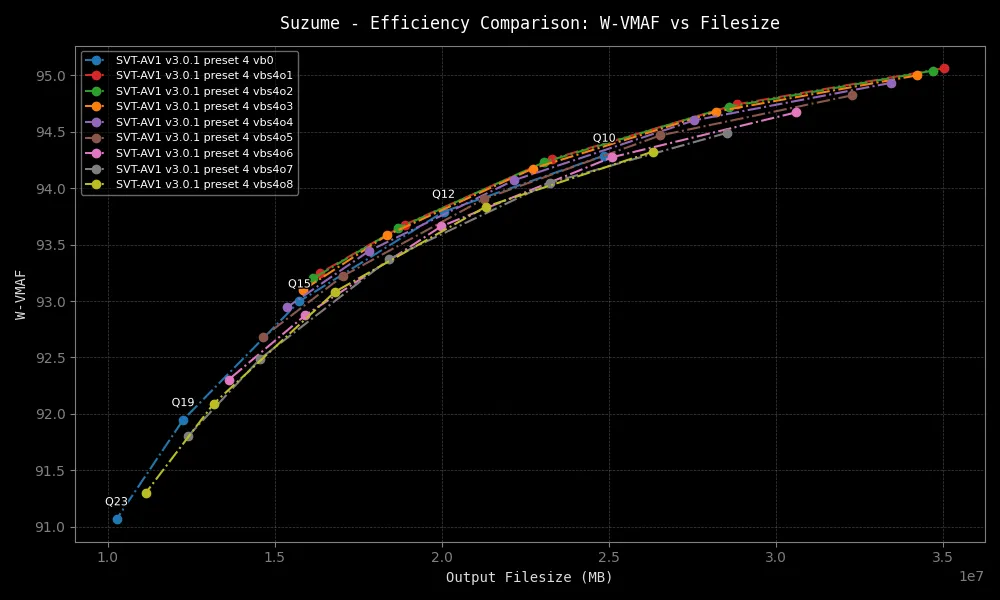 Suzume - Efficiency Comparison: W-VMAF vs Filesize
SVT-AV1 v3.0.1 preset 4 vb0
SVT-AV1 v3.0.1 preset 4 vbs4o1
SVT-AV1 v3.0.1 preset 4 vbs4o2
SVT-AV1 v3.0.1 preset 4 vbs4o3
SVT-AV1 v3.0.1 preset 4 vbs4o4
SVT-AV1 v3.0.1 preset 4 vbs4o5
SVT-AV1 v3.0.1 preset 4 vbs4o6
SVT-AV1 v3.0.1 preset 4 vbs4o7
SVT-AV1 v3.0.1 preset 4 vbs4o8
95.0
94.5
94.0
93.5
93.0
92.5
92.0
91.5
91.0
W-VMAF
Q10
Q12
Q15
Q19
Q23
1.0
1.5
2.0
2.5
3.0
3.5
1e7
Output Filesize (MB)